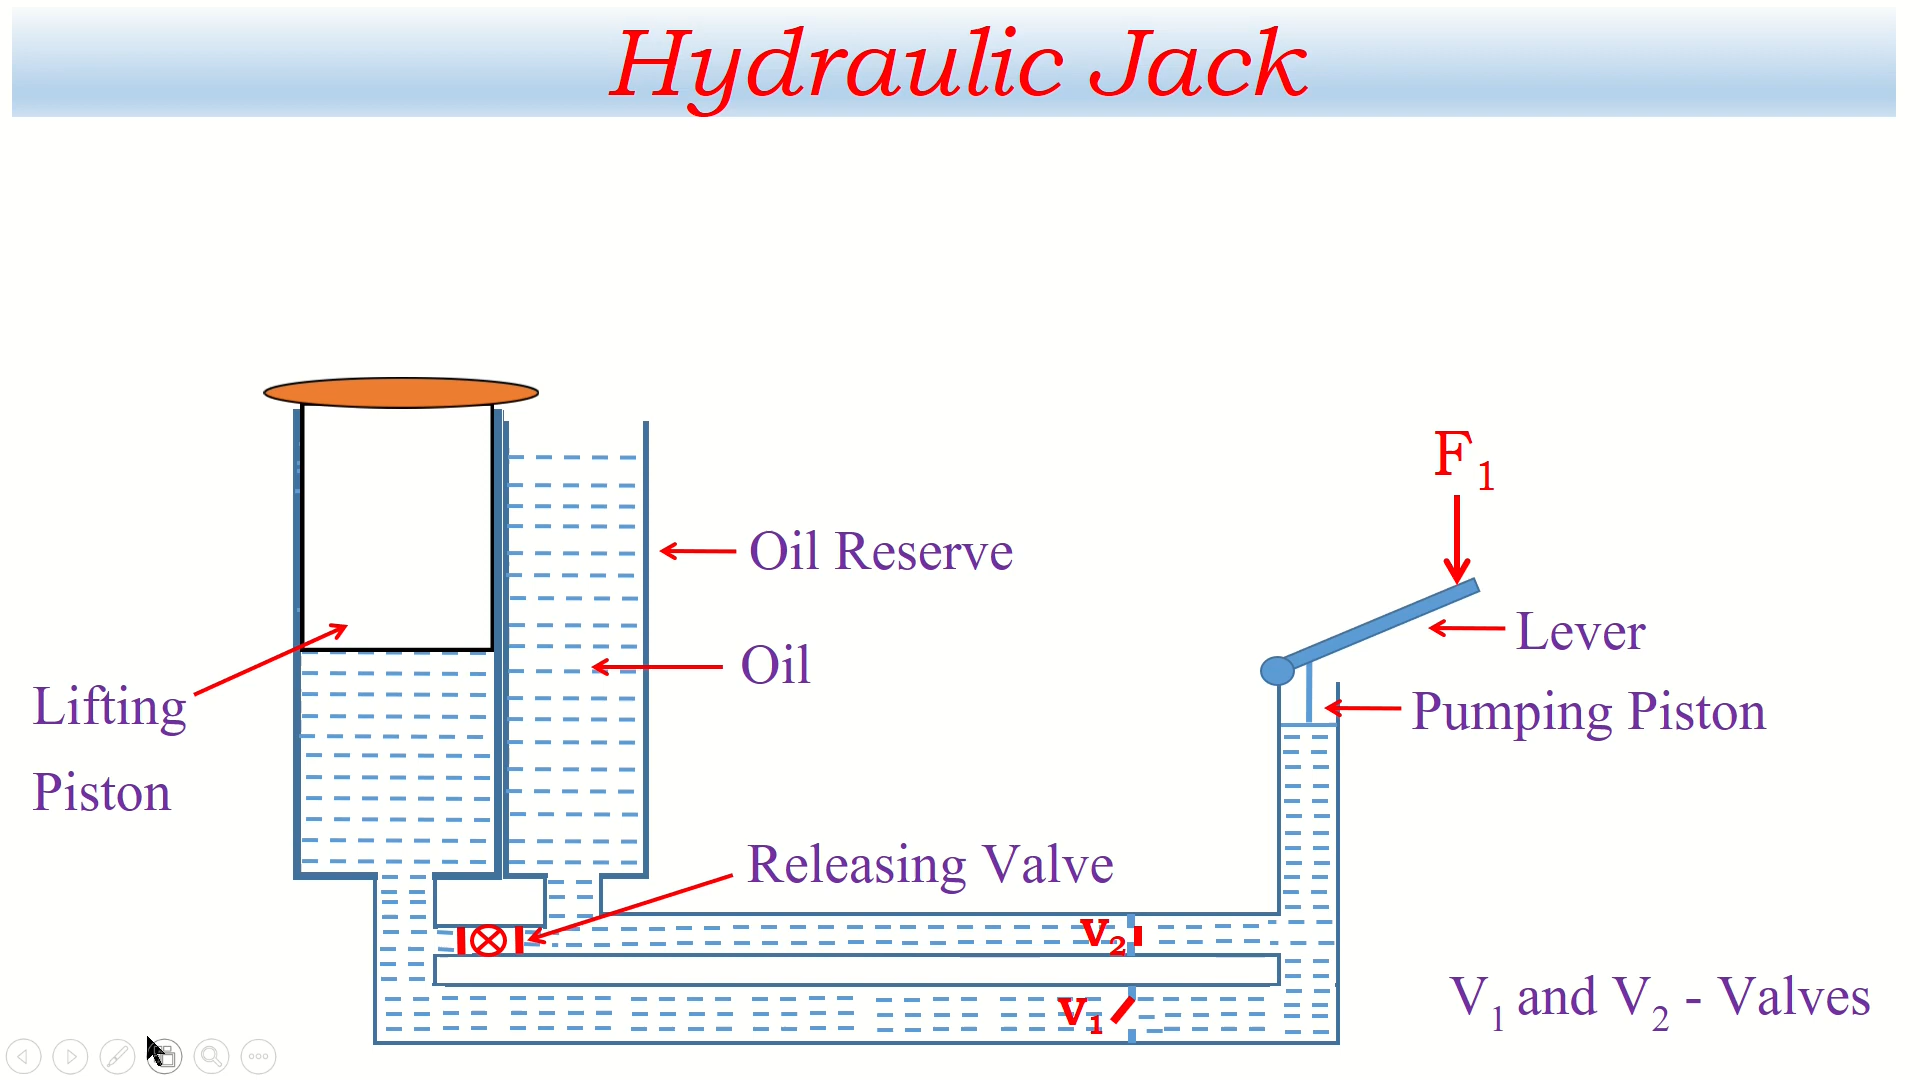 Hydraulic Jack
F1
Oil Reserve
Lever
Oil
Pumping Piston
Lifting
Piston
Releasing Valve
V2
V1
V1 and V2 - Valves